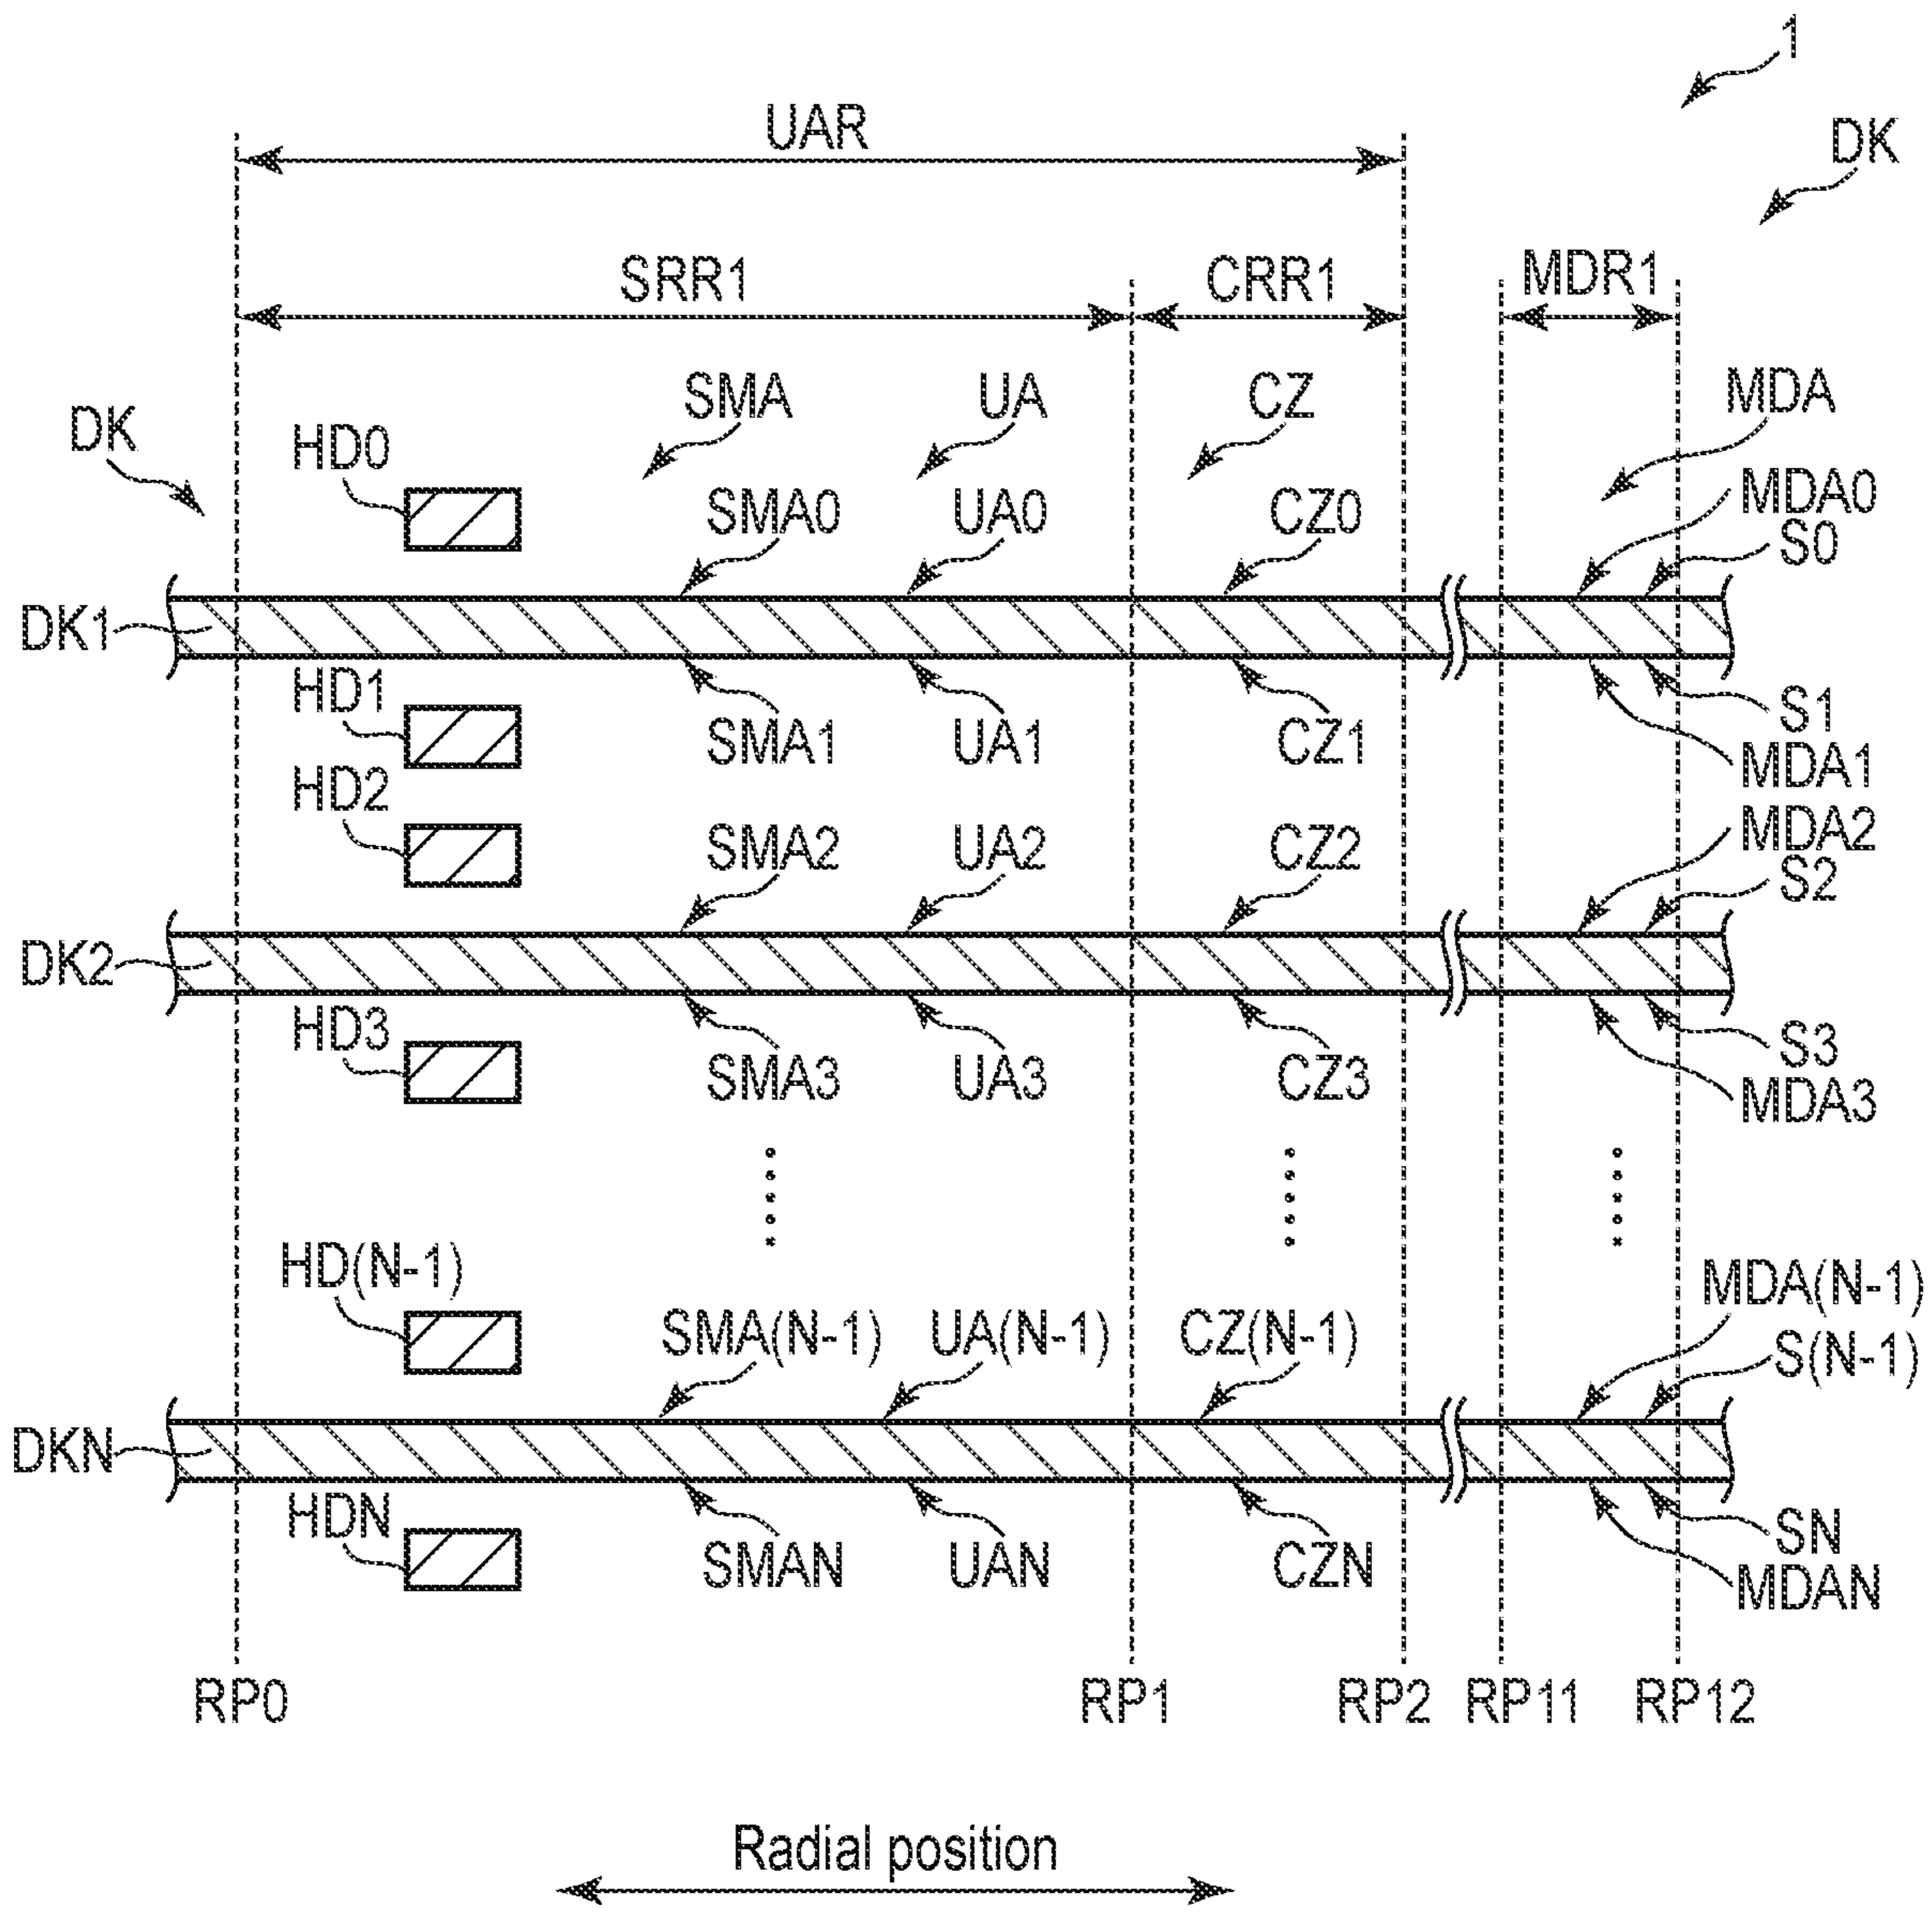 1
UAR
DK
SRR1 CRR1 MDR1
SMA UA CZ MDA
DK HD0
SMA0 UA0 CZ0 MDA0
S0
DK1
HD1 S1
SMA1 UA1 CZ1 MDA1
HD2
SMA2 UA2 CZ2 MDA2
S2
DK2
HD3 S3
SMA3 UA3 CZ3 MDA3
HD(N-1) MDA(N-1)
SMA(N-1) UA(N-1) CZ(N-1) S(N-1)
DKN
HDN SN
SMAN UAN CZN MDAN
RP0 RP1 RP2 RP11 RP12
Radial position